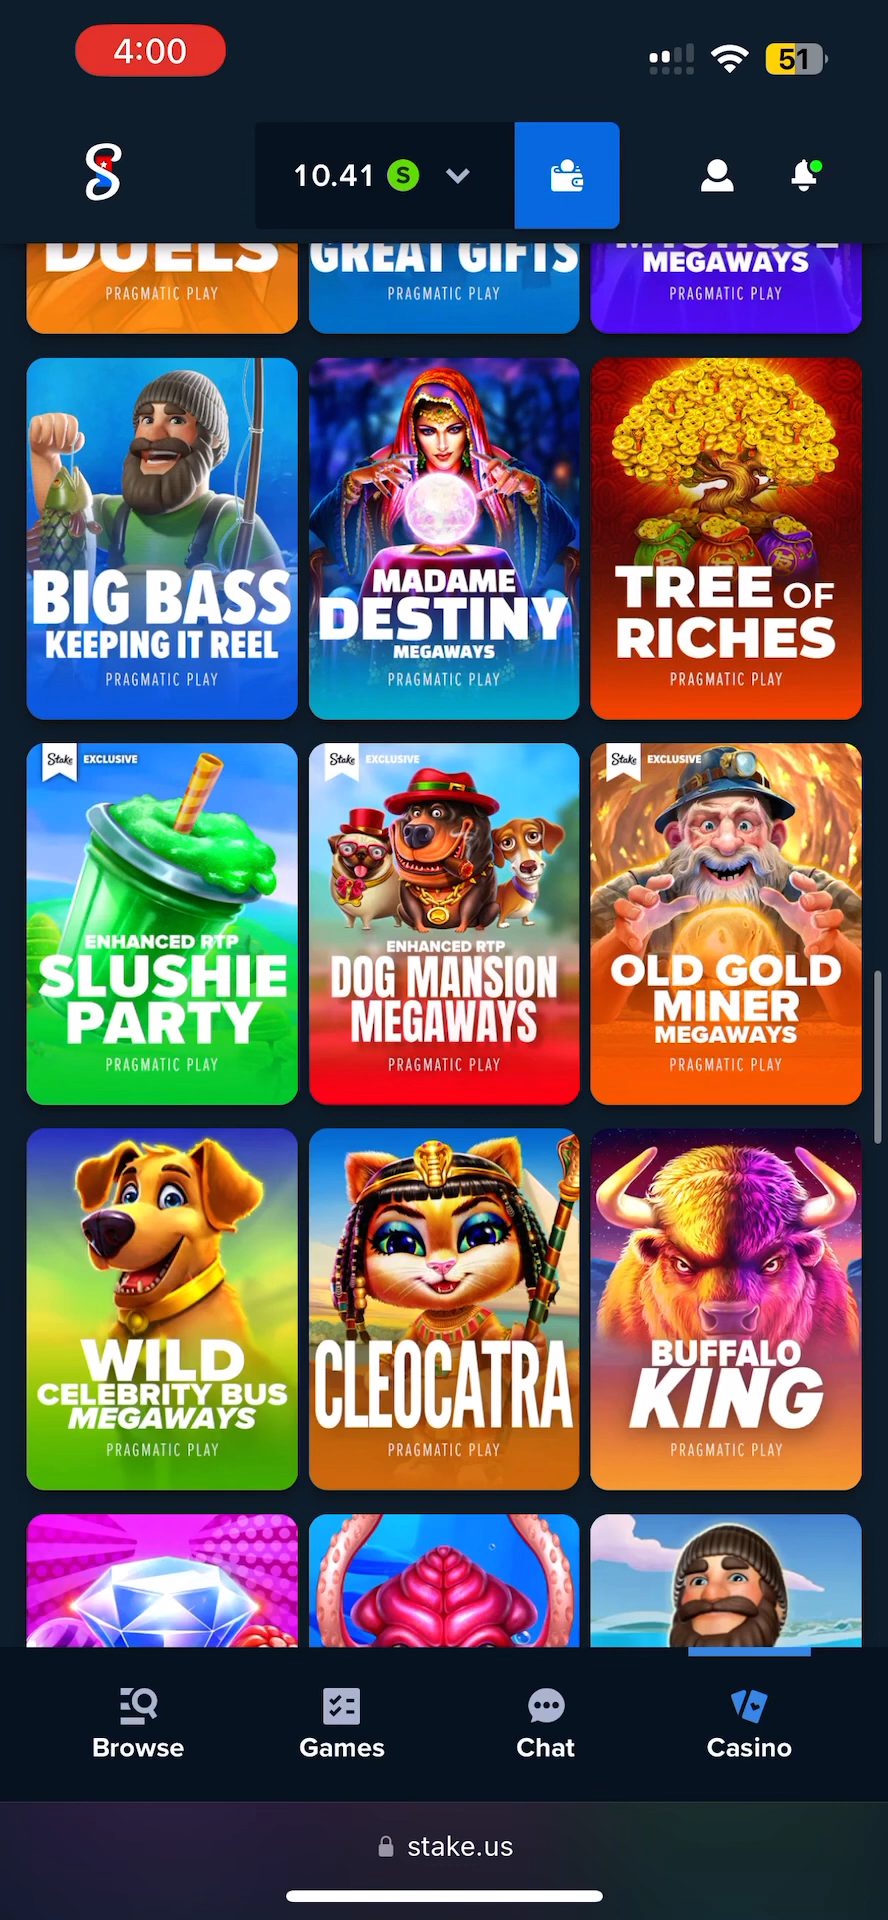 4:00
51
10.41 S
DUELS
PRAGMATIC PLAY
GREAT GIFTS
PRAGMATIC PLAY
MEGAWAYS
PRAGMATIC PLAY
BIG BASS
KEEPING IT REEL
PRAGMATIC PLAY
MADAME
DESTINY
MEGAWAYS
PRAGMATIC PLAY
TREE OF
RICHES
PRAGMATIC PLAY
Stake EXCLUSIVE
ENHANCED RTP
SLUSHIE
PARTY
PRAGMATIC PLAY
Stake EXCLUSIVE
ENHANCED RTP
DOG MANSION
MEGAWAYS
PRAGMATIC PLAY
Stake EXCLUSIVE
OLD GOLD
MINER
MEGAWAYS
PRAGMATIC PLAY
WILD
CELEBRITY BUS
MEGAWAYS
PRAGMATIC PLAY
CLEOCATRA
PRAGMATIC PLAY
BUFFALO
KING
PRAGMATIC PLAY
Browse
Games
Chat
Casino
stake.us